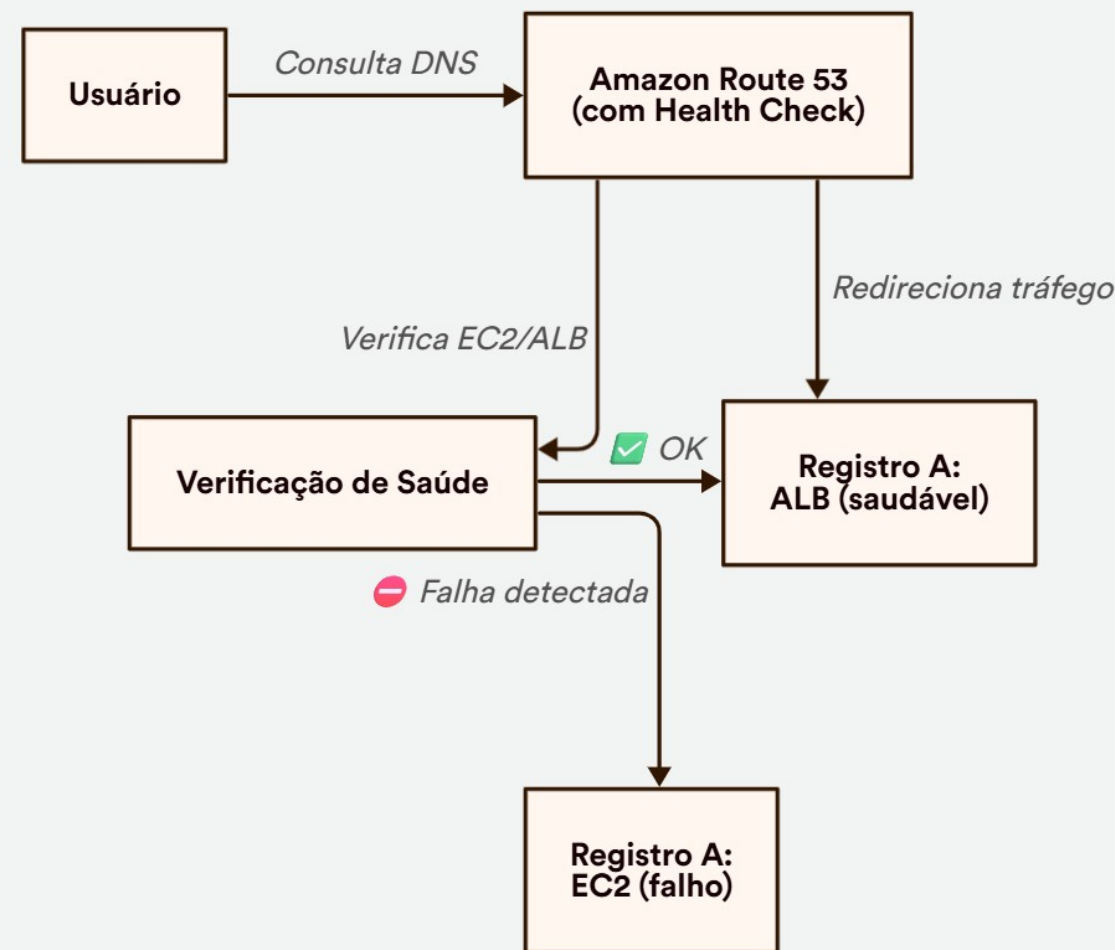 Usuário
Consulta DNS
Amazon Route 53
(com Health Check)
Redireciona tráfego
Verifica EC2/ALB
Verificação de Saúde
✅ OK
Registro A:
ALB (saudável)
⛔ Falha detectada
Registro A:
EC2 (falho)